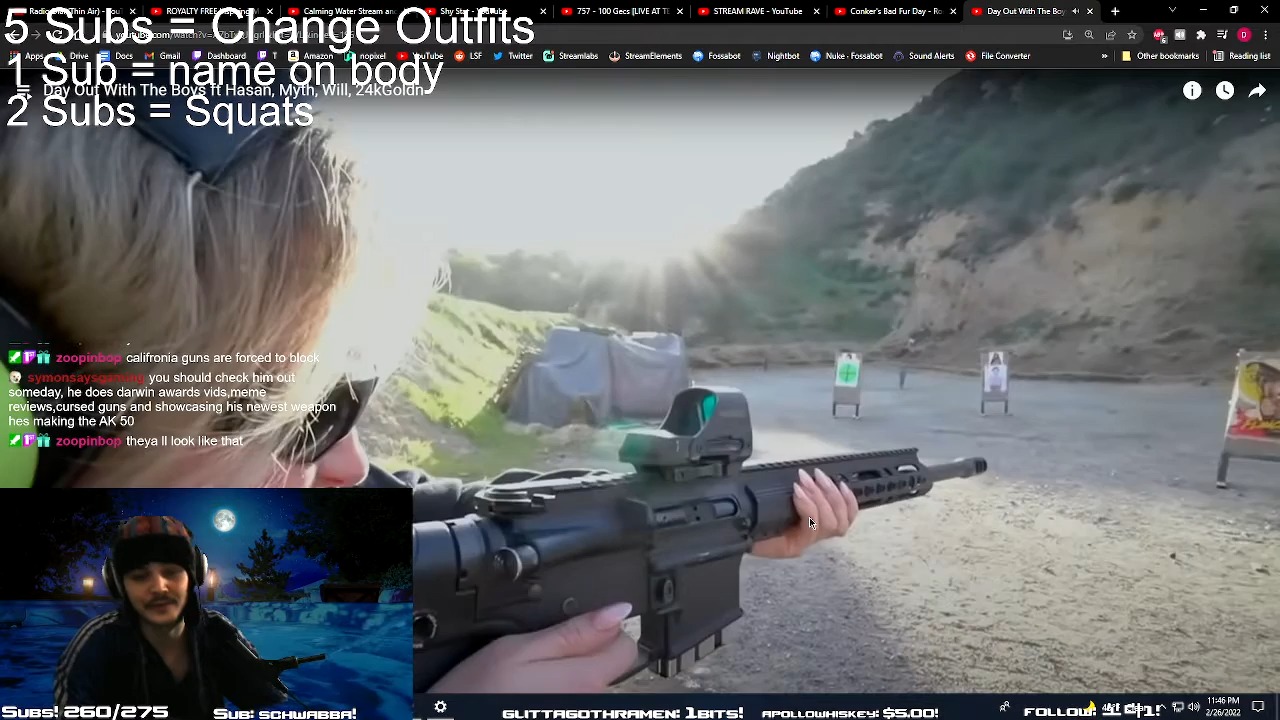 ROYALTY FREE
Calming Water Stream an
Shy Sta
757 - 100 Gecs [LIVE AT TE
STREAM RAVE - YouTube
Conker's Bad Fur Day - Ro
Day Out With The Bo
5 Subs = Change Outfits
Apps
Drive
Docs
Gmail
Dashboard
Amazon
nopixel
YouTube
LSF
Streamlabs
StreamElements
Fossabot
Nightbot
Nuke Fossabot
Sound Alerts
File Converter
»
Other bookmarks
Reading list
1 Sub = name on body
Day Out With The Boys ft Hasan, Myth, Will, 24kGoldn
2 Subs = Squats
zoopinbop califronia guns are forced to block
symonsaysgaming you should check him out
someday, he does darwin awards vids,meme
reviews,cursed guns and showcasing his newest weapon
hes making the AK 50
zoopinbop theya ll look like that
11:46 PM
2/26/2022
SUBS: 260/275
SUB: SCHWABBA!
GLITTAGOTHRAMEN: 1BITS!
APOLLOWHISKEY: $5.00!